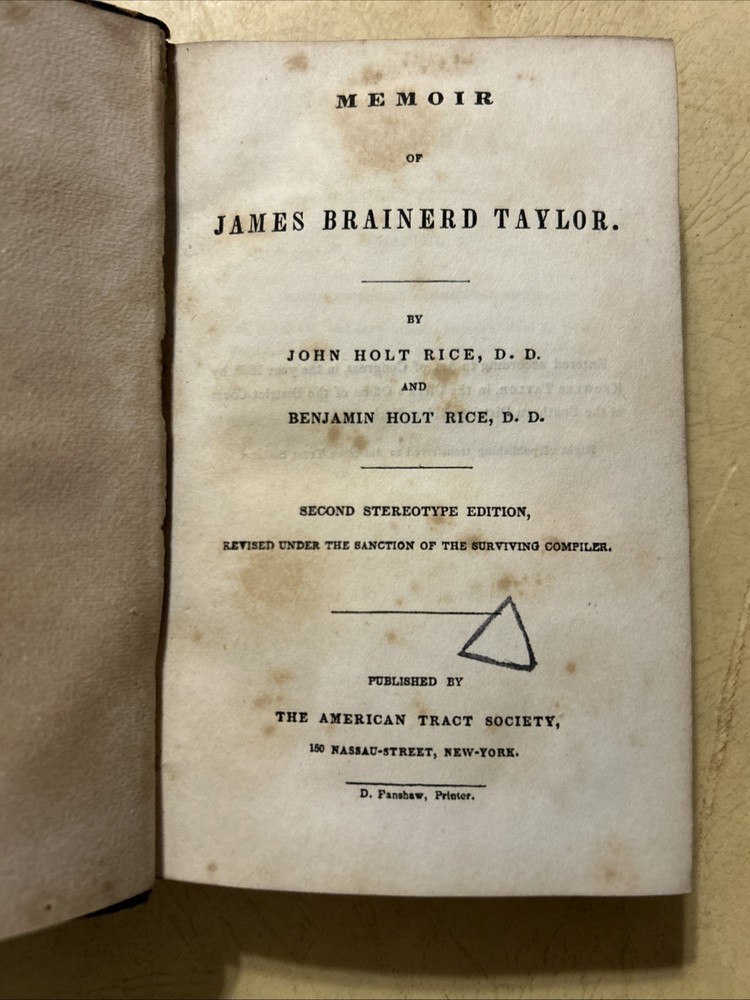 MEMOIR
OF
JAMES BRAINERD TAYLOR.
BY
JOHN HOLT RICE, D. D.
AND
BENJAMIN HOLT RICE, D. D.
SECOND STEREOTYPE EDITION,
REVISED UNDER THE SANCTION OF THE SURVIVING COMPILER.
PUBLISHED BY
THE AMERICAN TRACT SOCIETY,
150 NASSAU-STREET, NEW-YORK.
D. Fanshaw, Printer.